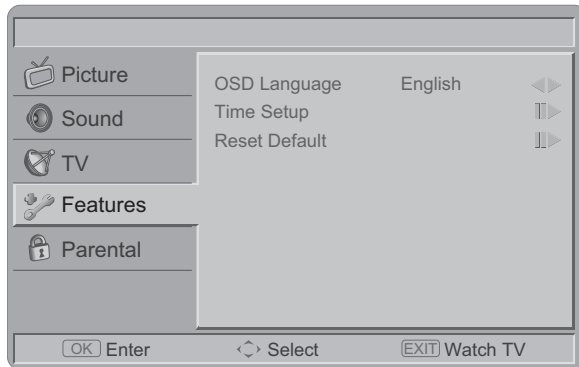 Picture
Sound
TV
Features
Parental
OSD Language English
Time Setup
Reset Default
OK Enter Select EXIT Watch TV